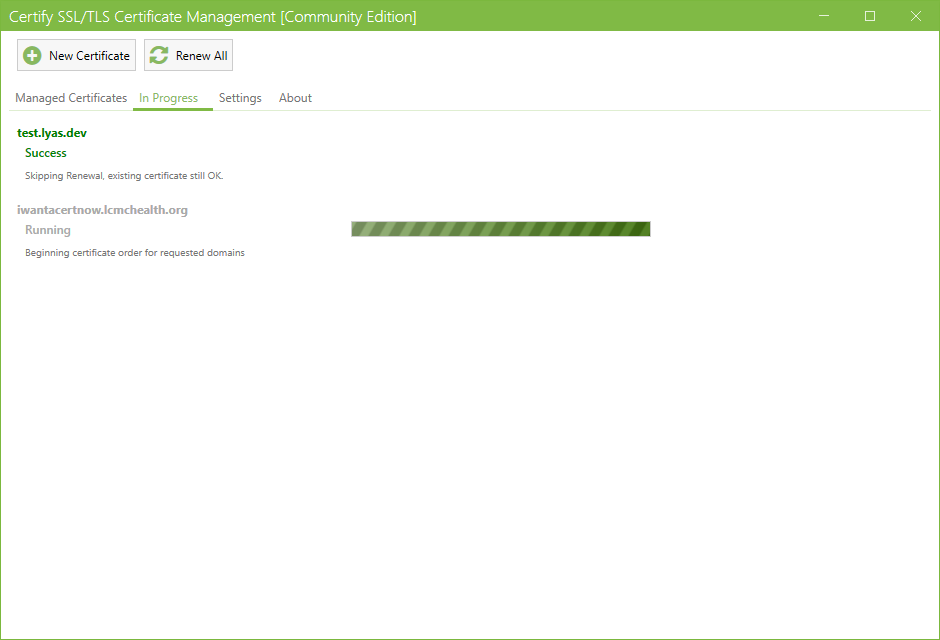 Certify SSL/TLS Certificate Management [Community Edition]
New Certificate
Renew All
Managed Certificates
In Progress
Settings
About
test.lyas.dev
Success
Skipping Renewal, existing certificate still OK.
iwantacertnow.lcmchealth.org
Running
Beginning certificate order for requested domains